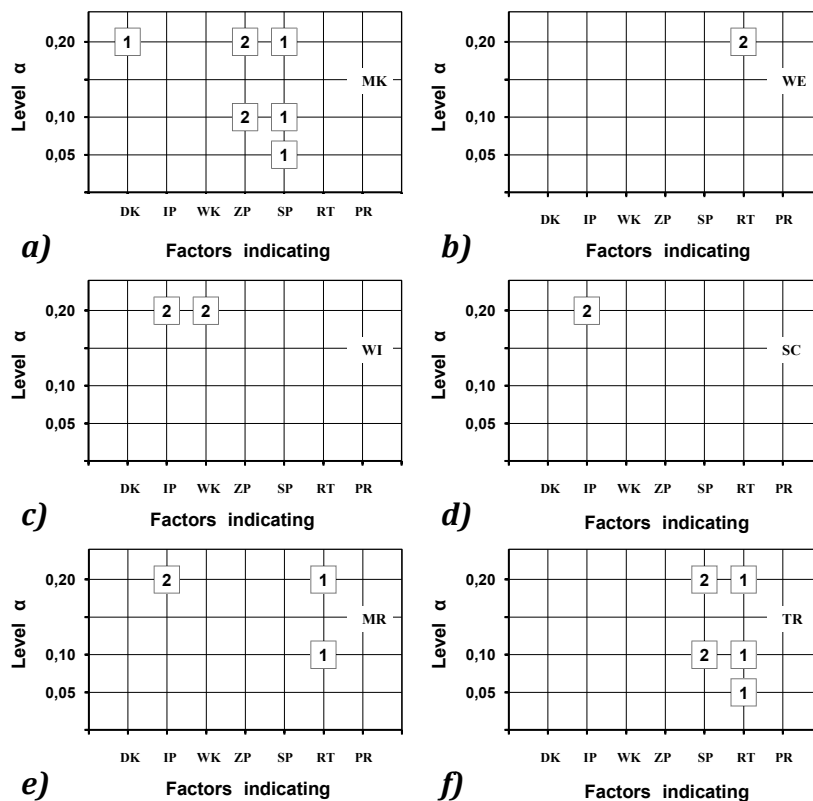 Level α
0,20
0,10
0,05
1 2 1
2 1
1
MK
DK IP WK ZP SP RT PR
a) Factors indicating
Level α
0,20
0,10
0,05
2
WE
DK IP WK ZP SP RT PR
b) Factors indicating
Level α
0,20
0,10
0,05
2 2
WI
DK IP WK ZP SP RT PR
c) Factors indicating
Level α
0,20
0,10
0,05
2
SC
DK IP WK ZP SP RT PR
d) Factors indicating
Level α
0,20
0,10
0,05
2 1
1
MR
DK IP WK ZP SP RT PR
e) Factors indicating
Level α
0,20
0,10
0,05
2 1
2 1
1
TR
DK IP WK ZP SP RT PR
f) Factors indicating